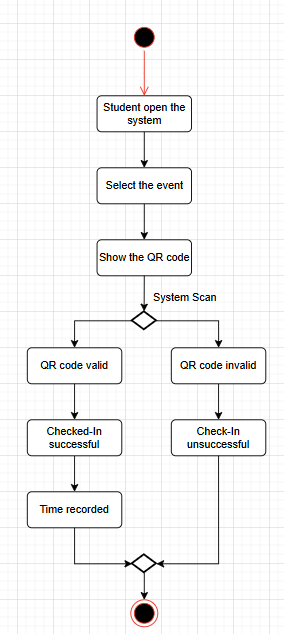 Student open the
system
Select the event
Show the QR code
System Scan
QR code valid
QR code invalid
Checked-In
successful
Check-In
unsuccessful
Time recorded